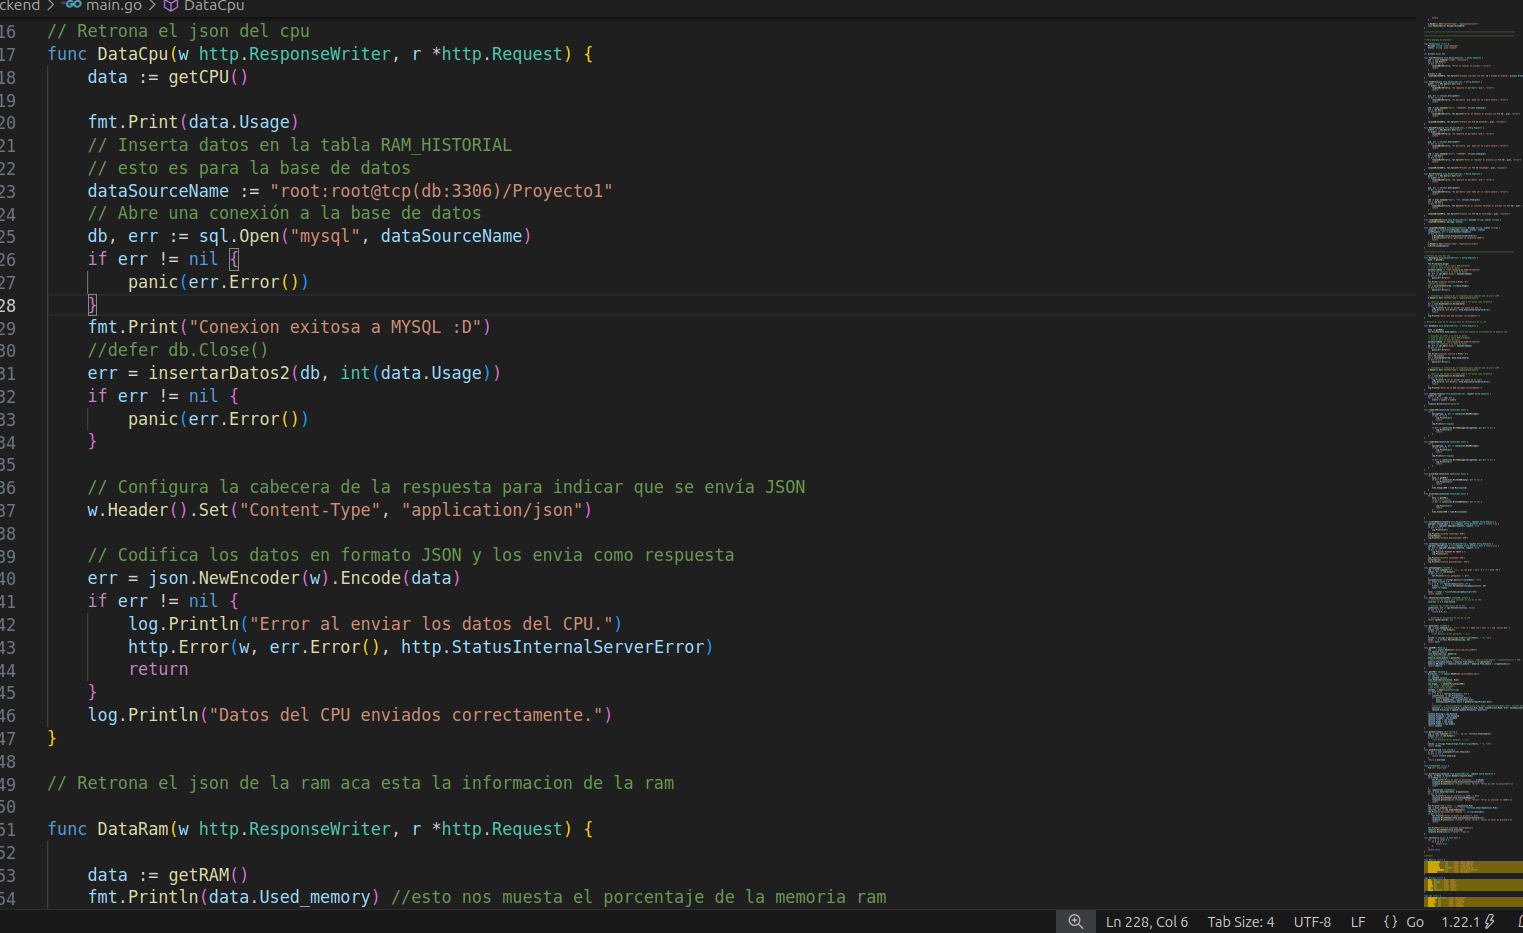 ckend > GO main.go > DataCpu
16 // Retrona el json del cpu
17 func DataCpu(w http.ResponseWriter, r *http.Request) {
18     data := getCPU()
19
20     fmt.Print(data.Usage)
21     // Inserta datos en la tabla RAM_HISTORIAL
22     // esto es para la base de datos
23     dataSourceName := "root:root@tcp(db:3306)/Proyecto1"
24     // Abre una conexión a la base de datos
25     db, err := sql.Open("mysql", dataSourceName)
26     if err != nil {
27         panic(err.Error())
28     }
29     fmt.Print("Conexion exitosa a MYSQL :D")
30     //defer db.Close()
31     err = insertarDatos2(db, int(data.Usage))
32     if err != nil {
33         panic(err.Error())
34     }
35
36     // Configura la cabecera de la respuesta para indicar que se envía JSON
37     w.Header().Set("Content-Type", "application/json")
38
39     // Codifica los datos en formato JSON y los envia como respuesta
40     err = json.NewEncoder(w).Encode(data)
41     if err != nil {
42         log.Println("Error al enviar los datos del CPU.")
43         http.Error(w, err.Error(), http.StatusInternalServerError)
44         return
45     }
46     log.Println("Datos del CPU enviados correctamente.")
47 }
48
49 // Retrona el json de la ram aca esta la informacion de la ram
50
51 func DataRam(w http.ResponseWriter, r *http.Request) {
52
53     data := getRAM()
54     fmt.Println(data.Used_memory) //esto nos muesta el porcentaje de la memoria ram
Ln 228, Col 6 Tab Size: 4 UTF-8 LF {} Go 1.22.1